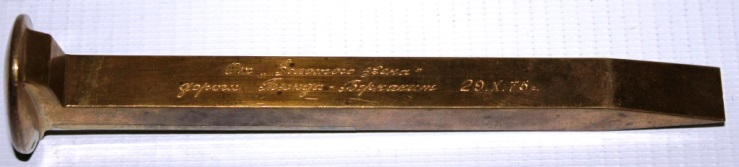 От „Золотого звена"
дороги Тында - Беркакит 29.X.76г.